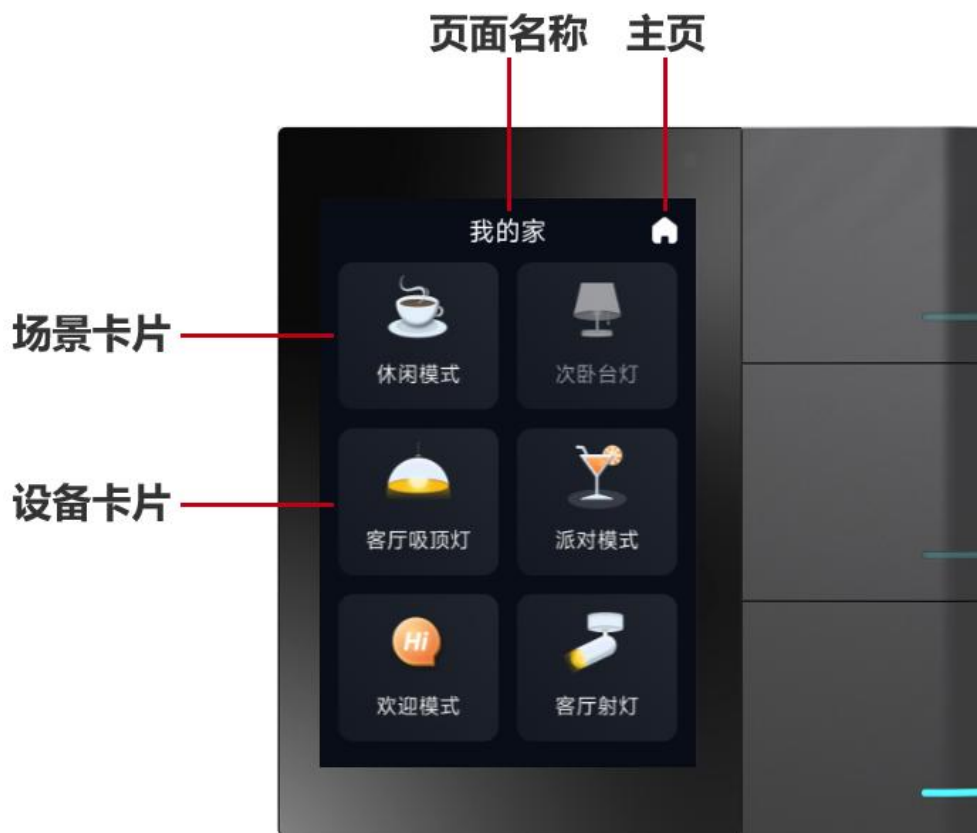 页面名称 主页
我的家
场景卡片
休闲模式 次卧台灯
设备卡片
客厅吸顶灯 派对模式
Hi
欢迎模式 客厅射灯